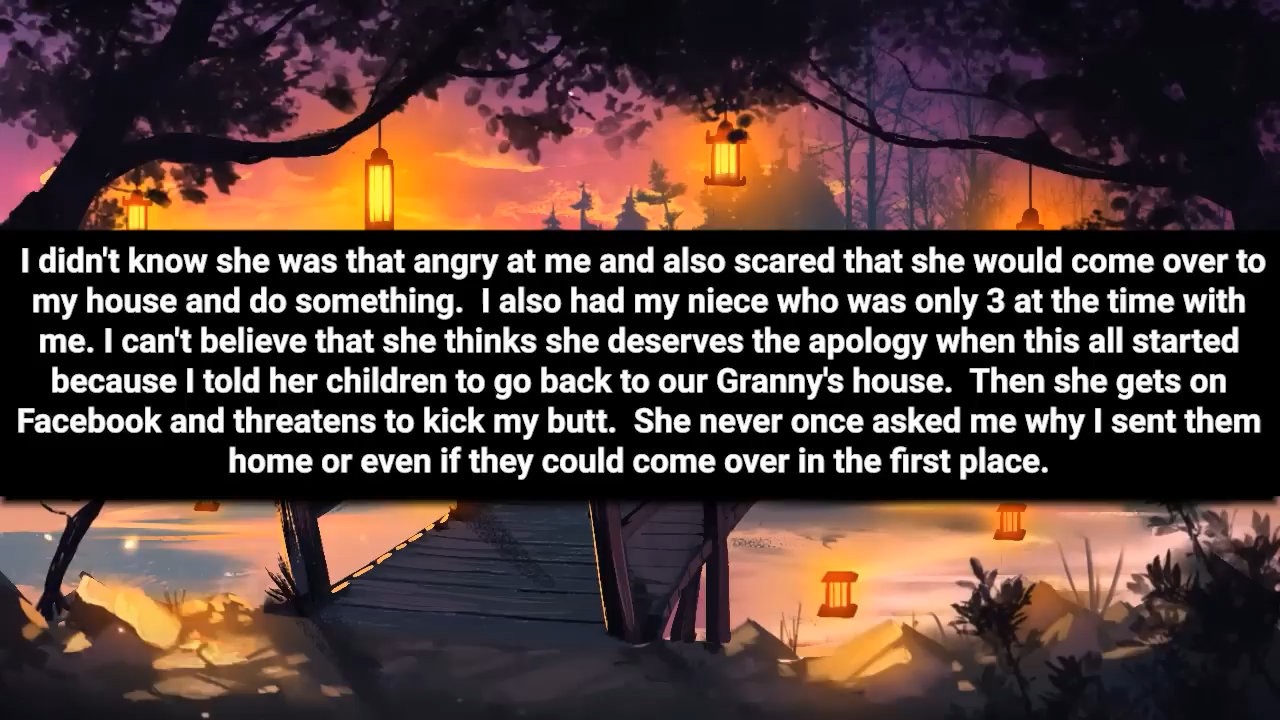 I didn't know she was that angry at me and also scared that she would come over to
my house and do something.  I also had my niece who was only 3 at the time with
me. I can't believe that she thinks she deserves the apology when this all started
because I told her children to go back to our Granny's house.  Then she gets on
Facebook and threatens to kick my butt.  She never once asked me why I sent them
home or even if they could come over in the first place.